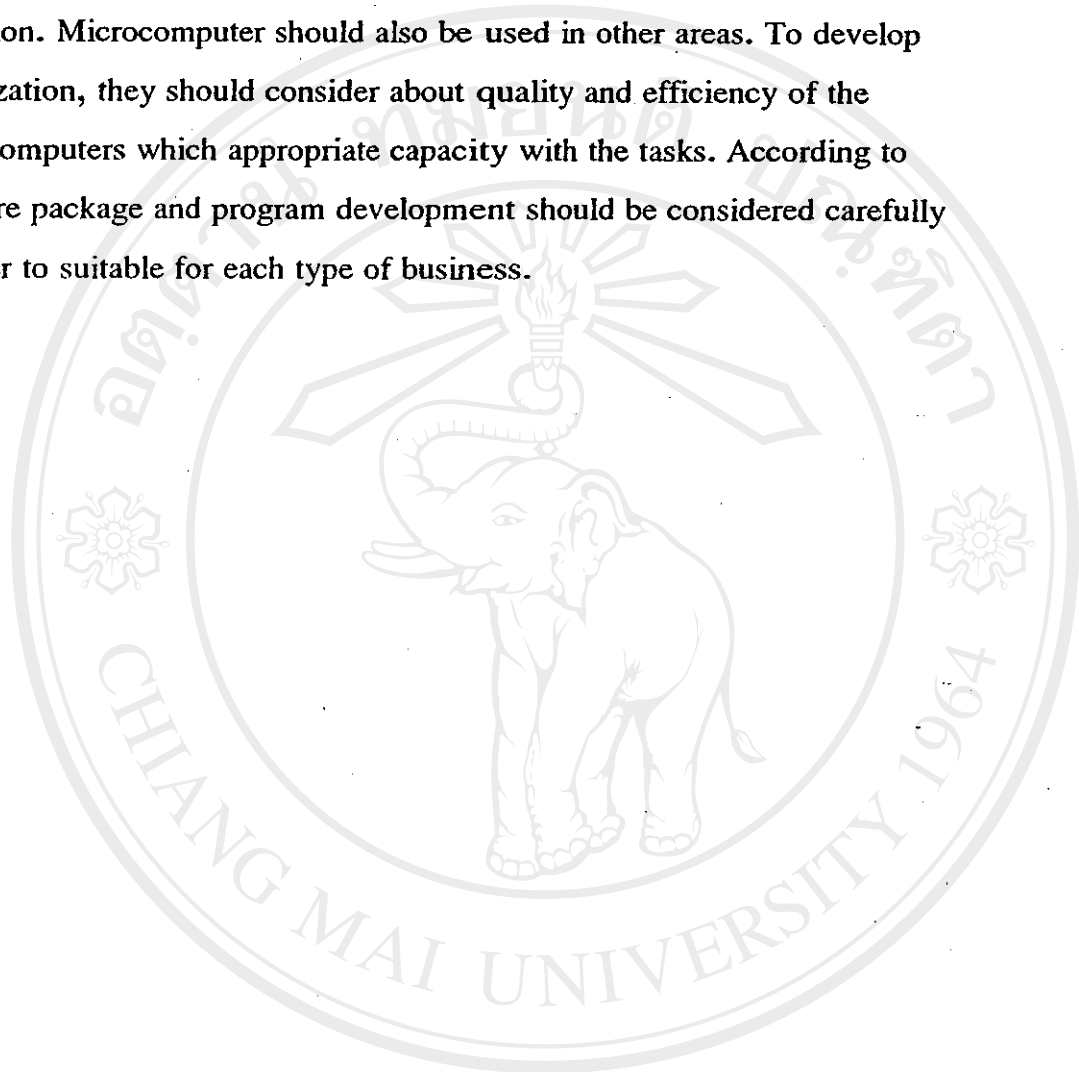 on. Microcomputer should also be used in other areas. To develop
zation, they should consider about quality and efficiency of the
omputers which appropriate capacity with the tasks. According to
re package and program development should be considered carefully
r to suitable for each type of business.
CHIANG MAI UNIVERSITY 1964